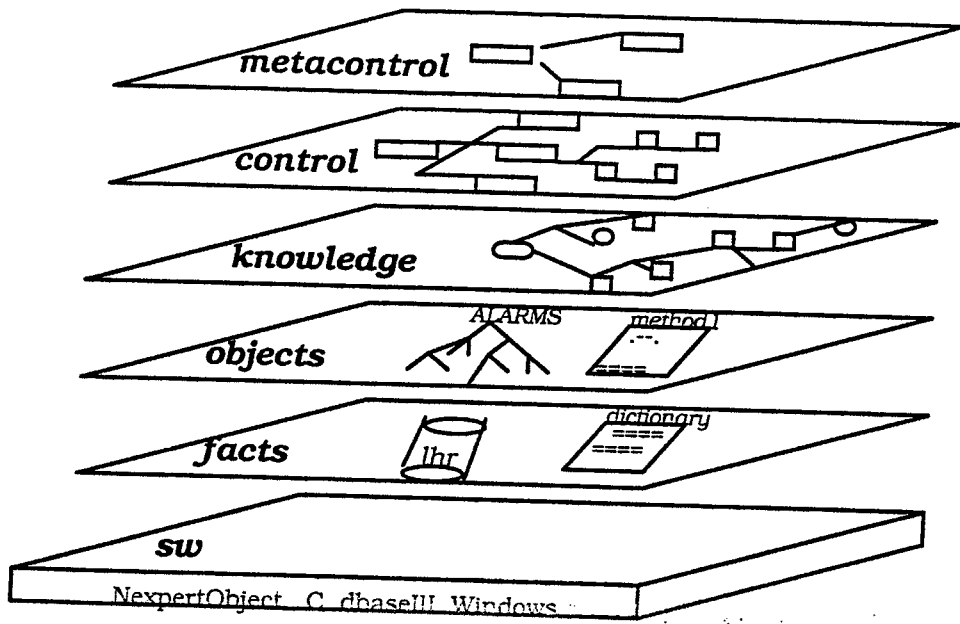 metacontrol
control
knowledge
ALARMS
method1
objects
dictionary
====
====
facts
lhr
sw
NexpertObject C dbaseIII Windows